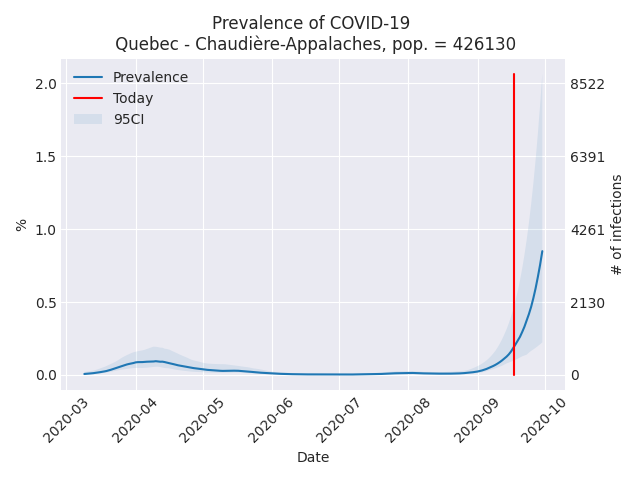 Prevalence of COVID-19
Quebec - Chaudière-Appalaches, pop. = 426130
Prevalence
Today
95CI
%
2.0
1.5
1.0
0.5
0.0
8522
6391
4261
2130
0
# of infections
2020-03
2020-04
2020-05
2020-06
2020-07
2020-08
2020-09
2020-10
Date